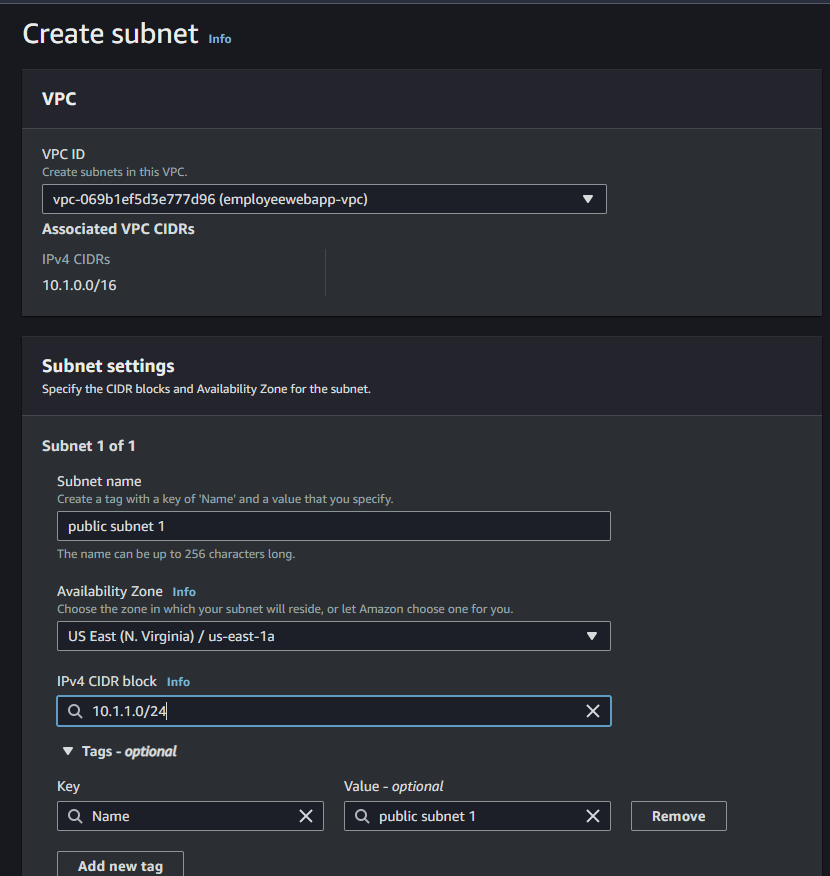 Create subnet Info
VPC
VPC ID
Create subnets in this VPC.
vpc-069b1ef5d3e777d96 (employeewebapp-vpc)
Associated VPC CIDRs
IPv4 CIDRs
10.1.0.0/16
Subnet settings
Specify the CIDR blocks and Availability Zone for the subnet.
Subnet 1 of 1
Subnet name
Create a tag with a key of 'Name' and a value that you specify.
public subnet 1
The name can be up to 256 characters long.
Availability Zone Info
Choose the zone in which your subnet will reside, or let Amazon choose one for you.
US East (N. Virginia) / us-east-1a
IPv4 CIDR block Info
10.1.1.0/24
Tags - optional
Key Value - optional
Name public subnet 1 Remove
Add new tag